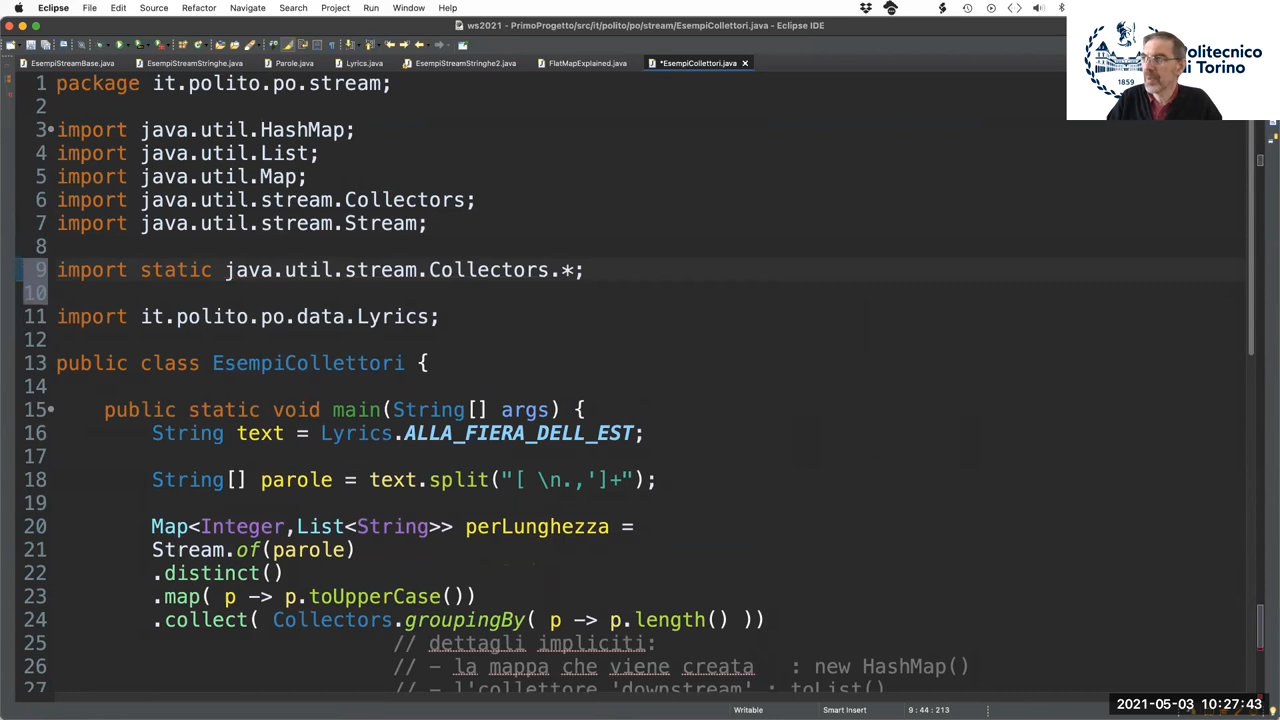 Eclipse File Edit Source Refactor Navigate Search Project Run Window Help
ws2021 - PrimoProgetto/src/it/polito/po/stream/EsempiCollettori.java - Eclipse IDE
EsempiStreamBase.java EsempiStreamStringhe.java Parole.java Lyrics.java EsempiStreamStringhe2.java FlatMapExplained.java *EsempiCollettori.java
Politecnico
di Torino
1859
1 package it.polito.po.stream;
2
3 import java.util.HashMap;
4 import java.util.List;
5 import java.util.Map;
6 import java.util.stream.Collectors;
7 import java.util.stream.Stream;
8
9 import static java.util.stream.Collectors.*;
10
11 import it.polito.po.data.Lyrics;
12
13 public class EsempiCollettori {
14
15 public static void main(String[] args) {
16 String text = Lyrics.ALLA_FIERA_DELL_EST;
17
18 String[] parole = text.split("[ \n.,']+");
19
20 Map<Integer,List<String>> perLunghezza =
21 Stream.of(parole)
22 .distinct()
23 .map( p -> p.toUpperCase())
24 .collect( Collectors.groupingBy( p -> p.length() ))
25 // dettagli impliciti:
26 // - la mappa che viene creata : new HashMap()
27 // - l'collettore 'downstream' : toList()
Writable Smart Insert 9 : 44 : 213
2021-05-03 10:27:43